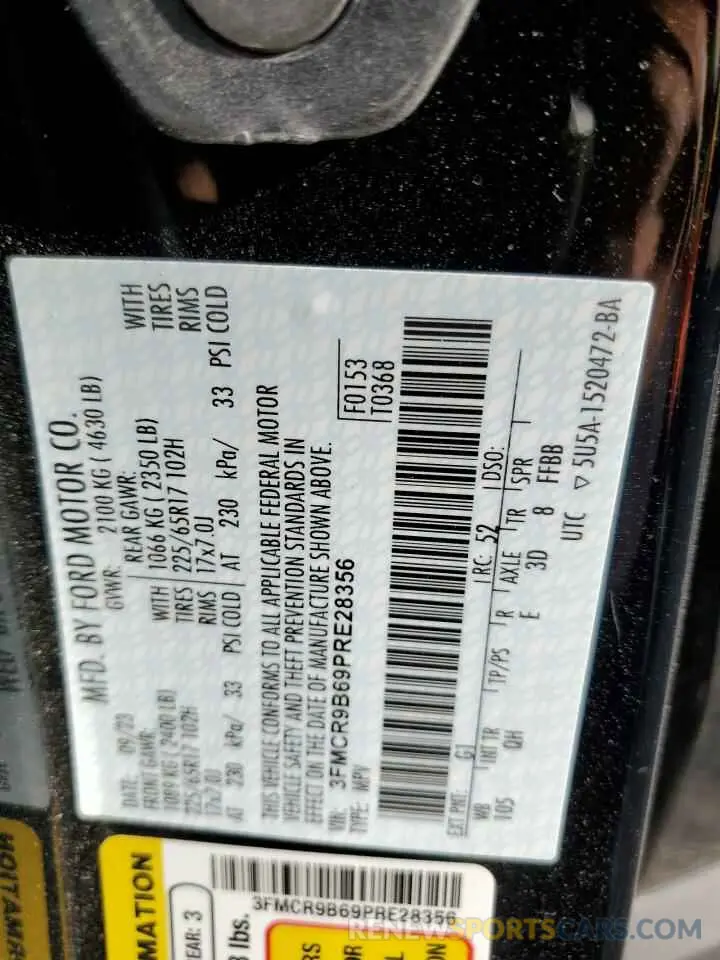 MFD. BY FORD MOTOR CO.
DATE: 09/23 GVWR: 2100 KG ( 4630 LB)
FRONT GAWR: REAR GAWR:
1089 KG ( 2400 LB) WITH 1066 KG ( 2350 LB) WITH
225/65R17 102H TIRES 225/65R17 102H TIRES
17x7.0J RIMS 17x7.0J RIMS
AT 230 kPa/ 33 PSI COLD AT 230 kPa/ 33 PSI COLD
THIS VEHICLE CONFORMS TO ALL APPLICABLE FEDERAL MOTOR
VEHICLE SAFETY AND THEFT PREVENTION STANDARDS IN
EFFECT ON THE DATE OF MANUFACTURE SHOWN ABOVE.
VIN: 3FMCR9B69PRE28356 F0153
TYPE: MPV T0368
EXT PNT: G1 RC: 52 DSO:
WB INT TR TP/PS R AXLE TR SPR
105 QH E 3D 8 FFBB
UTC ▽ 5U5A-1520472-BA
3FMCR9B69PRE28356
EAR: 3
lbs.
MATION
RENEWSPORTSCARS.COM